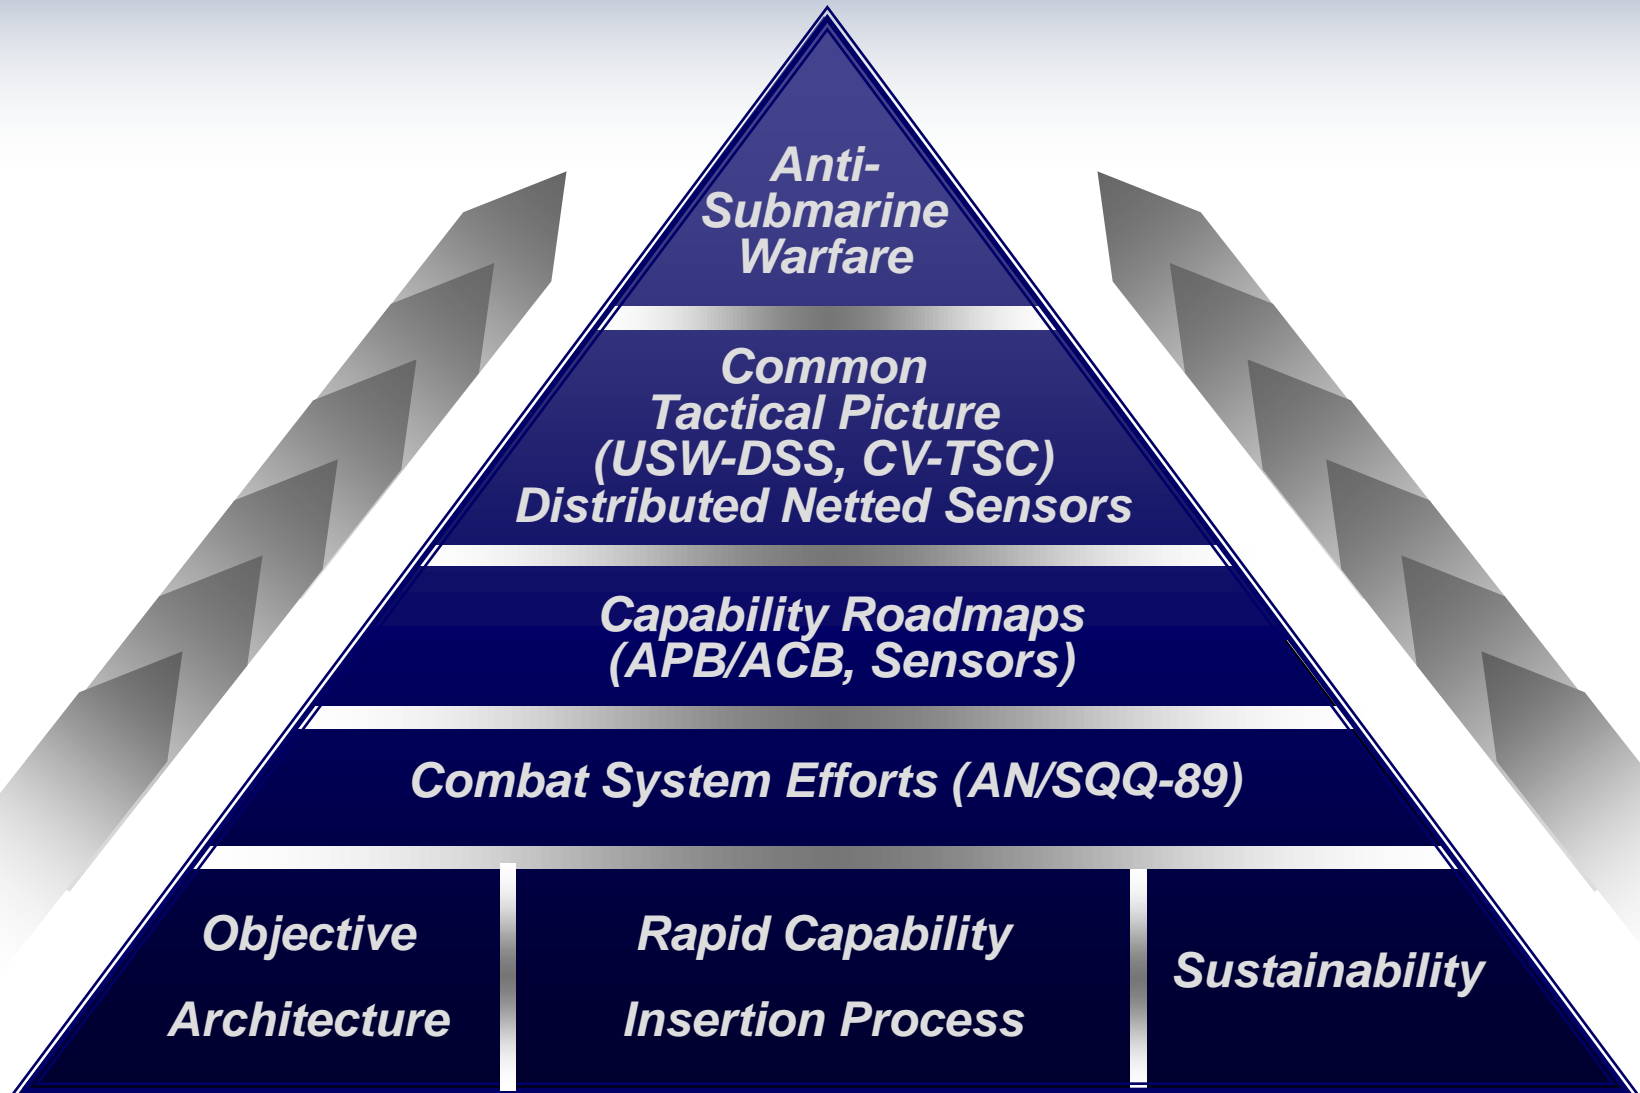 Anti-
Submarine
Warfare
Common
Tactical Picture
(USW-DSS, CV-TSC)
Distributed Netted Sensors
Capability Roadmaps
(APB/ACB, Sensors)
Combat System Efforts (AN/SQQ-89)
Objective
Architecture
Rapid Capability
Insertion Process
Sustainability